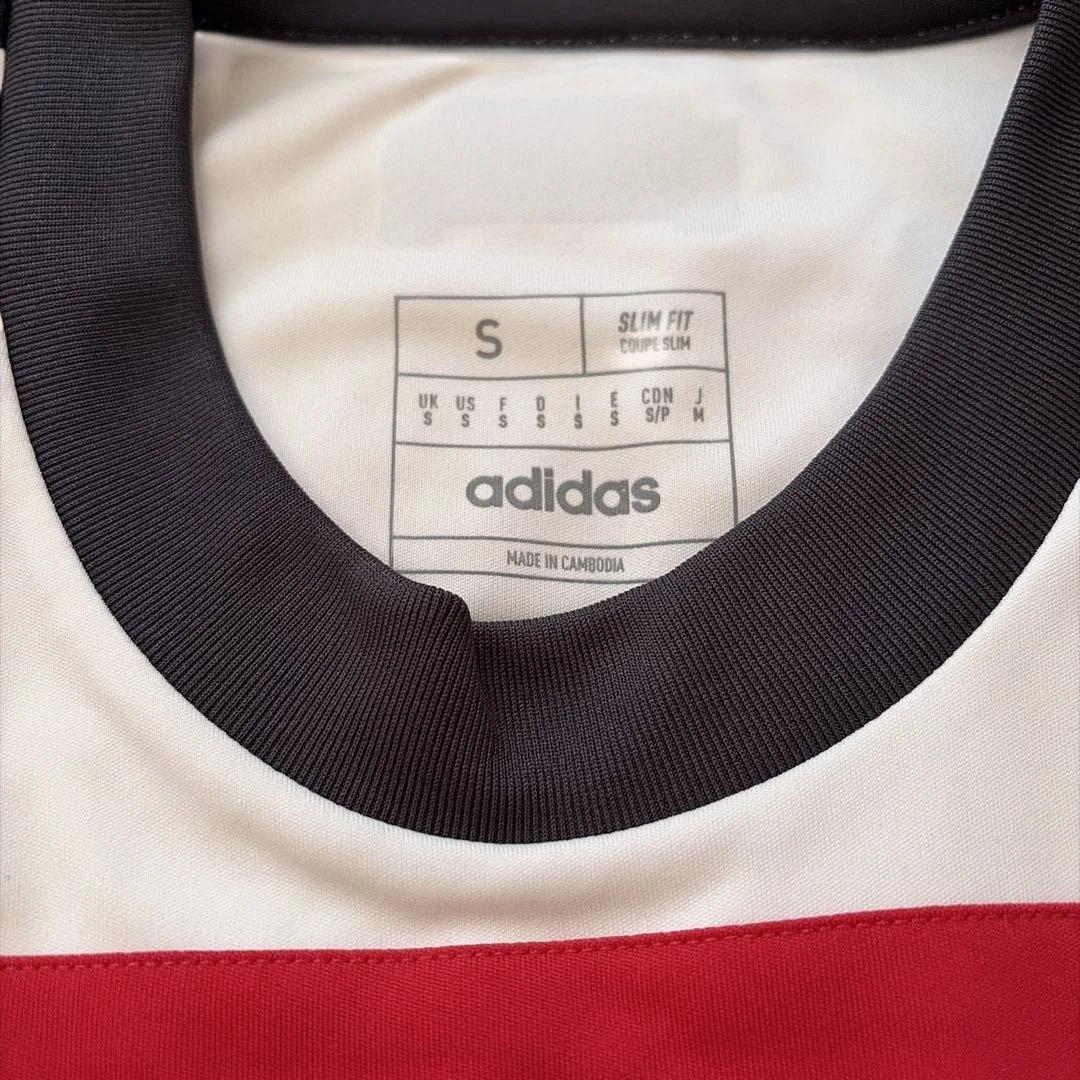 S
SLIM FIT
COUPE SLIM
UK US F D I E CDN J
S S S S S S S/P M
adidas
MADE IN CAMBODIA